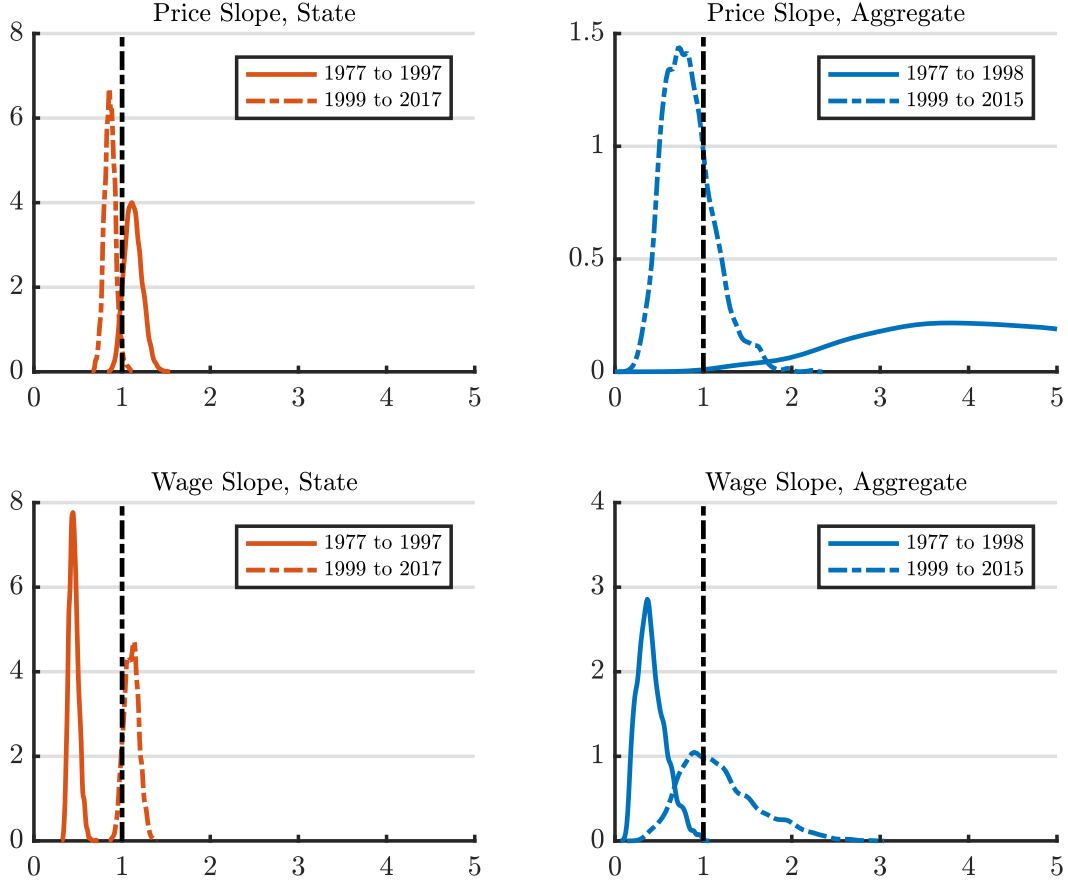 Price Slope, State
8
6
4
2
0
0 1 2 3 4 5
1977 to 1997
1999 to 2017
Price Slope, Aggregate
1.5
1
0.5
0
0 1 2 3 4 5
1977 to 1998
1999 to 2015
Wage Slope, State
8
6
4
2
0
0 1 2 3 4 5
1977 to 1997
1999 to 2017
Wage Slope, Aggregate
4
3
2
1
0
0 1 2 3 4 5
1977 to 1998
1999 to 2015